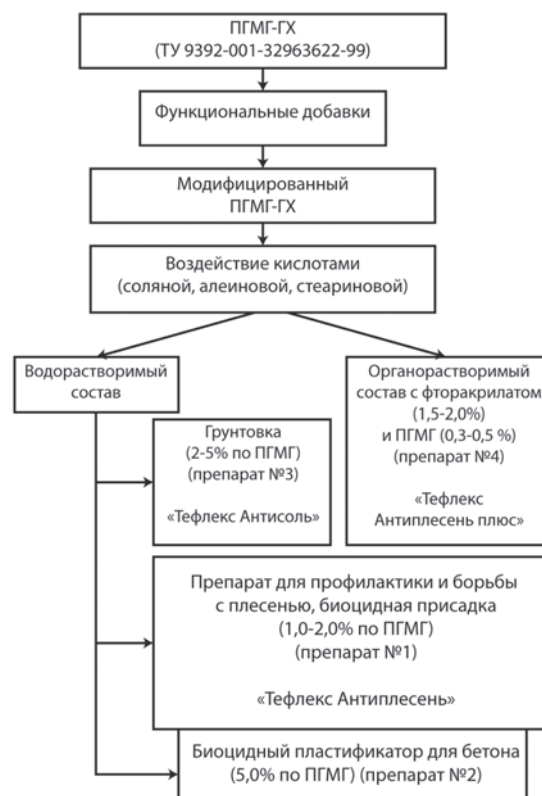 ПГМГ-ГХ
(ТУ 9392-001-32963622-99)
Функциональные добавки
Модифицированный
ПГМГ-ГХ
Воздействие кислотами
(соляной, алеиновой, стеариновой)
Водорастворимый
состав
Органорастворимый
состав с фторакрилатом
(1,5-2,0%)
и ПГМГ (0,3-0,5 %)
(препарат №4)
«Тефлекс
Антиплесень плюс»
Грунтовка
(2-5% по ПГМГ)
(препарат №3)
«Тефлекс Антисоль»
Препарат для профилактики и борьбы
с плесенью, биоцидная присадка
(1,0-2,0% по ПГМГ)
(препарат №1)
«Тефлекс Антиплесень»
Биоцидный пластификатор для бетона
(5,0% по ПГМГ) (препарат №2)